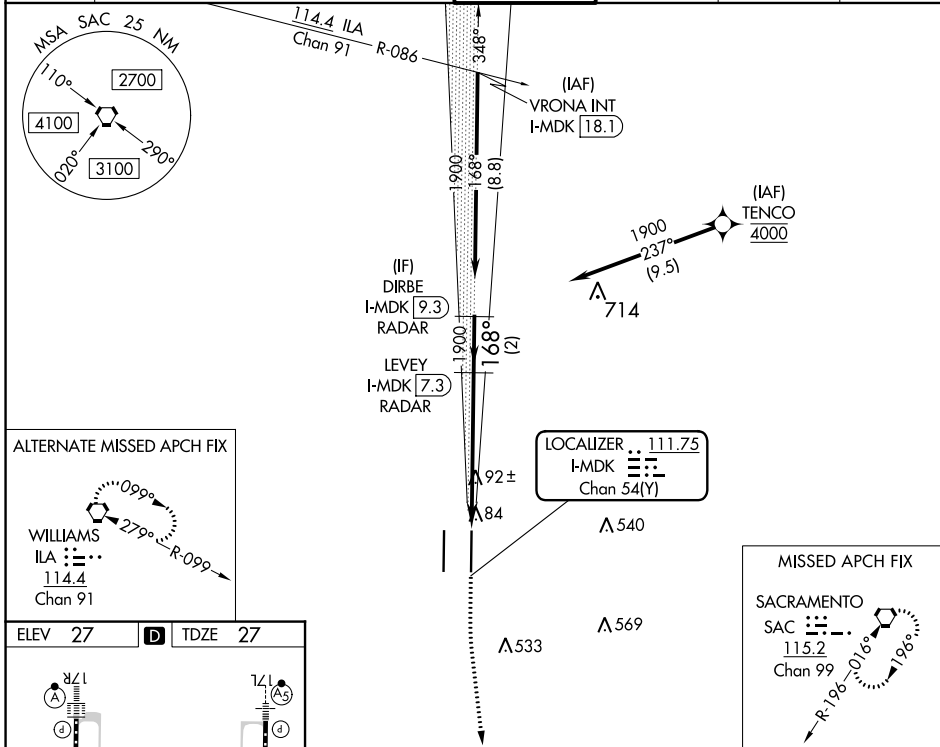 MSA SAC 25 NM
110°
2700
4100
020°
3100
290°
114.4 ILA
Chan 91
R-086
348°
(IAF)
VRONA INT
I-MDK 18.1
1900
168°
(8.8)
(IAF)
TENCO
4000
1900
237°
(9.5)
714
(IF)
DIRBE
I-MDK 9.3
RADAR
1900
168°
(2)
LEVEY
I-MDK 7.3
RADAR
LOCALIZER 111.75
I-MDK
Chan 54(Y)
92±
84
540
569
533
ALTERNATE MISSED APCH FIX
099°
279°
R-099
WILLIAMS
ILA
114.4
Chan 91
MISSED APCH FIX
SACRAMENTO
SAC
115.2
Chan 99
R-196
016°
196°
ELEV 27
D
TDZE 27
17R
17L
A
A5
P
P